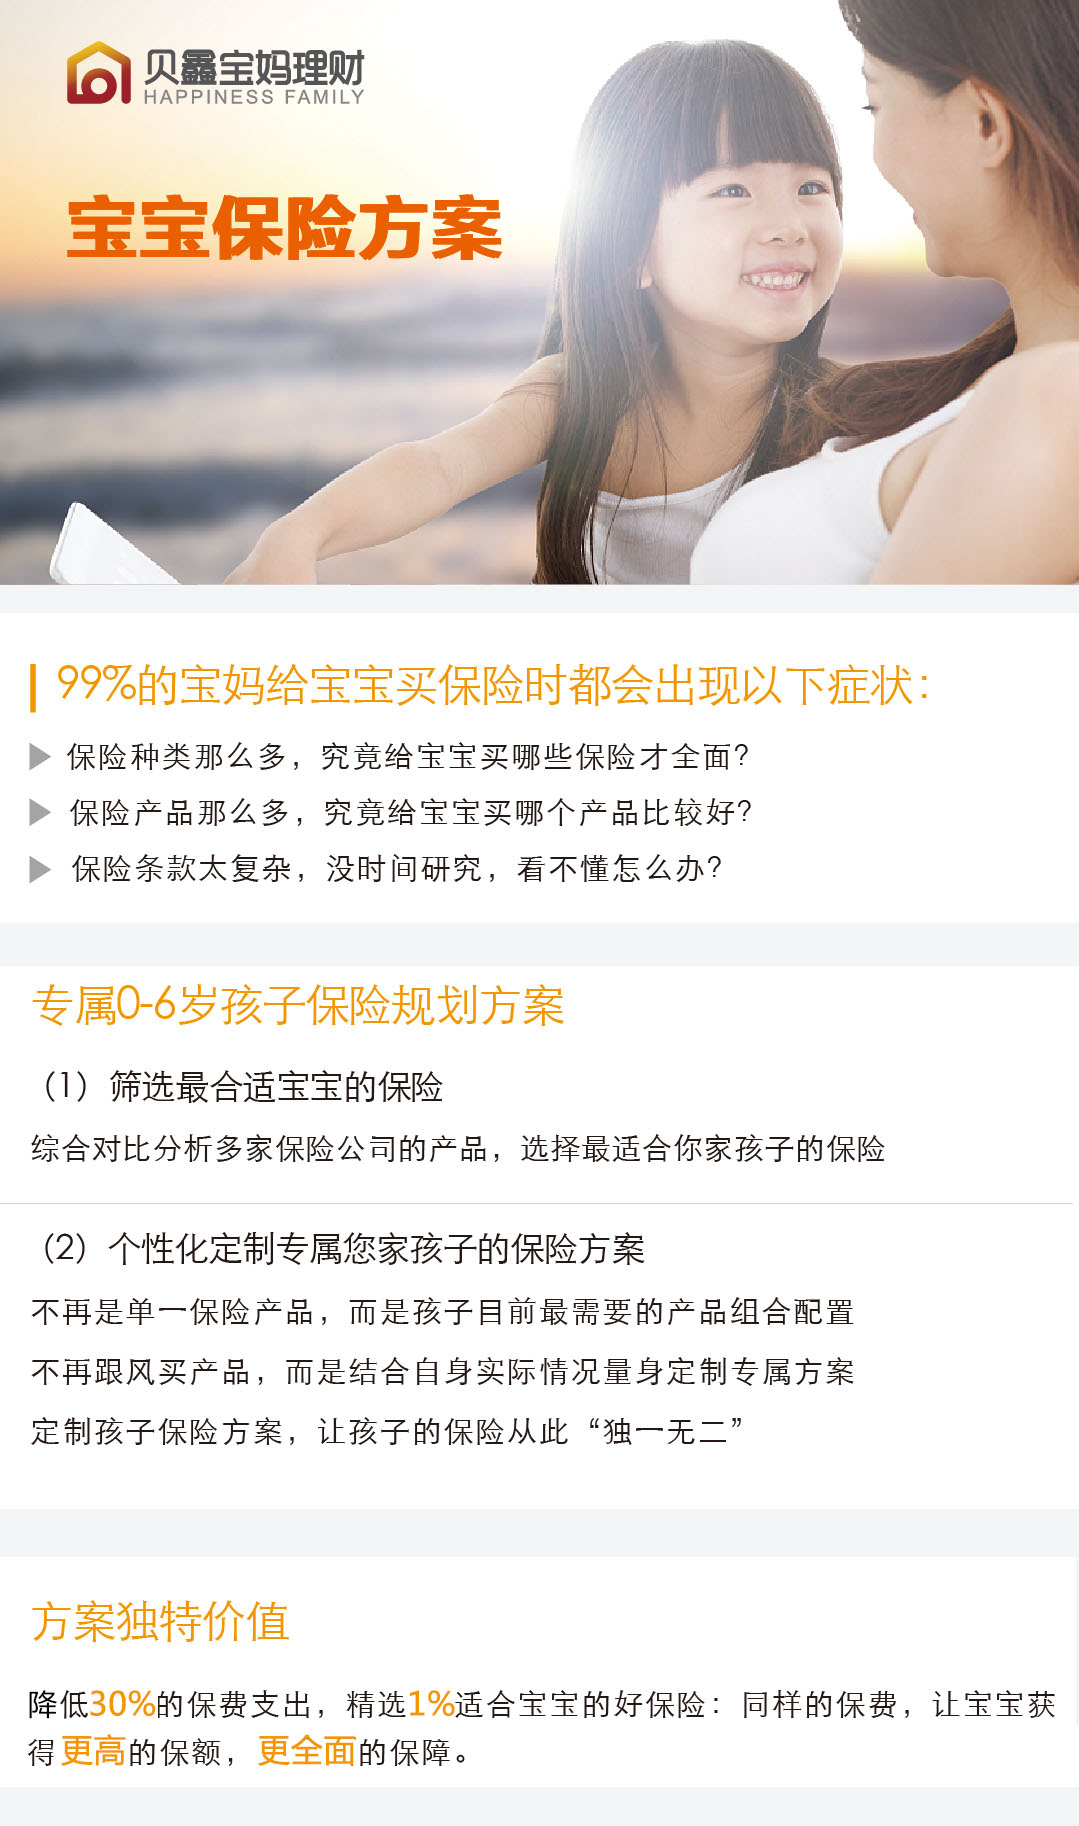 贝鑫宝妈理财
HAPPINESS FAMILY
宝宝保险方案
99%的宝妈给宝宝买保险时都会出现以下症状：
保险种类那么多，究竟给宝宝买哪些保险才全面？
保险产品那么多，究竟给宝宝买哪个产品比较好？
保险条款太复杂，没时间研究，看不懂怎么办？
专属0-6岁孩子保险规划方案
（1）筛选最合适宝宝的保险
综合对比分析多家保险公司的产品，选择最适合你家孩子的保险
（2）个性化定制专属您家孩子的保险方案
不再是单一保险产品，而是孩子目前最需要的产品组合配置
不再跟风买产品，而是结合自身实际情况量身定制专属方案
定制孩子保险方案，让孩子的保险从此“独一无二”
方案独特价值
降低30%的保费支出，精选1%适合宝宝的好保险：同样的保费，让宝宝获
得更高的保额，更全面的保障。